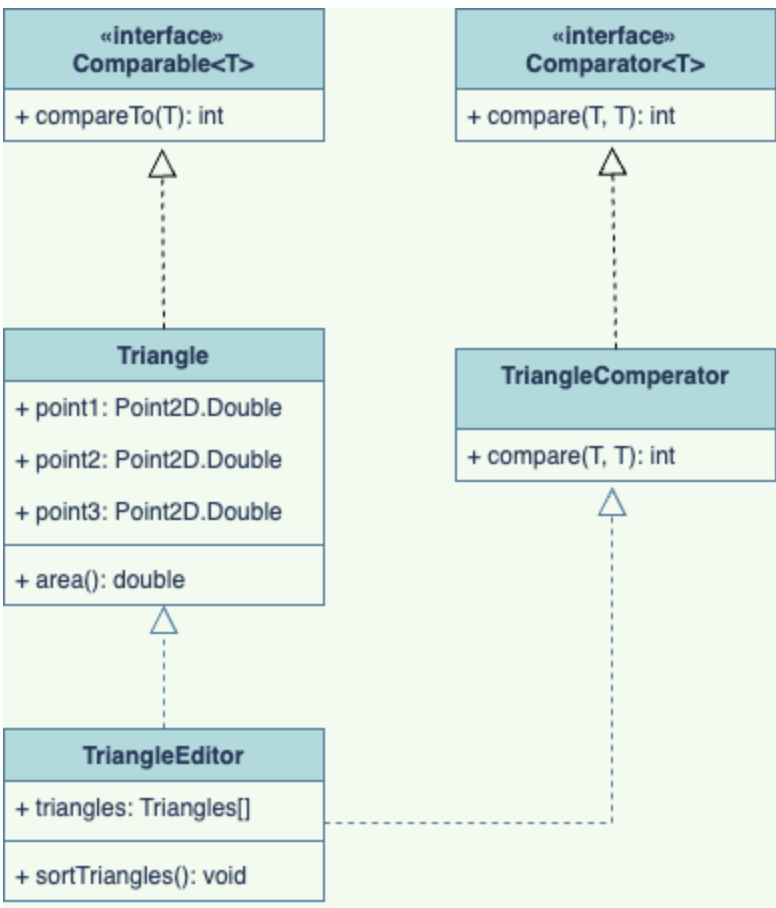 «interface»
Comparable<T>
+ compareTo(T): int
«interface»
Comparator<T>
+ compare(T, T): int
Triangle
+ point1: Point2D.Double
+ point2: Point2D.Double
+ point3: Point2D.Double
+ area(): double
TriangleComperator
+ compare(T, T): int
TriangleEditor
+ triangles: Triangles[]
+ sortTriangles(): void